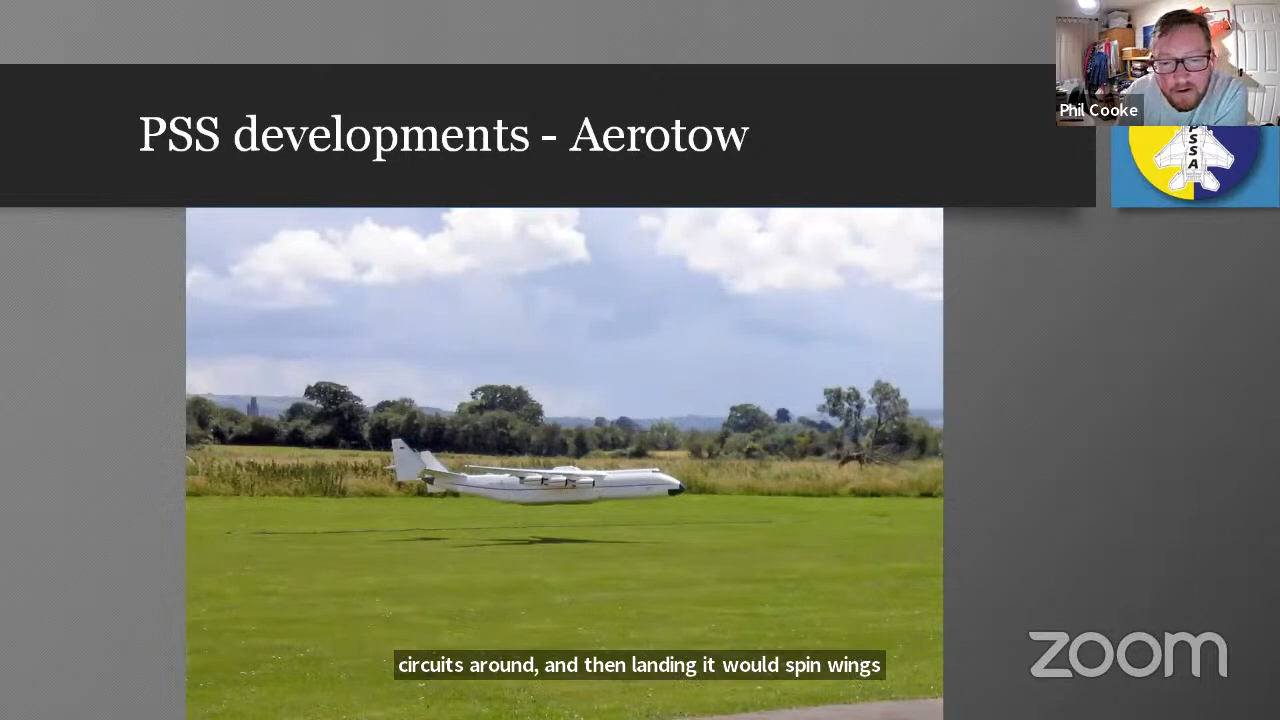 PSS developments - Aerotow
Phil Cooke
PSSA
circuits around, and then landing it would spin wings
zoom